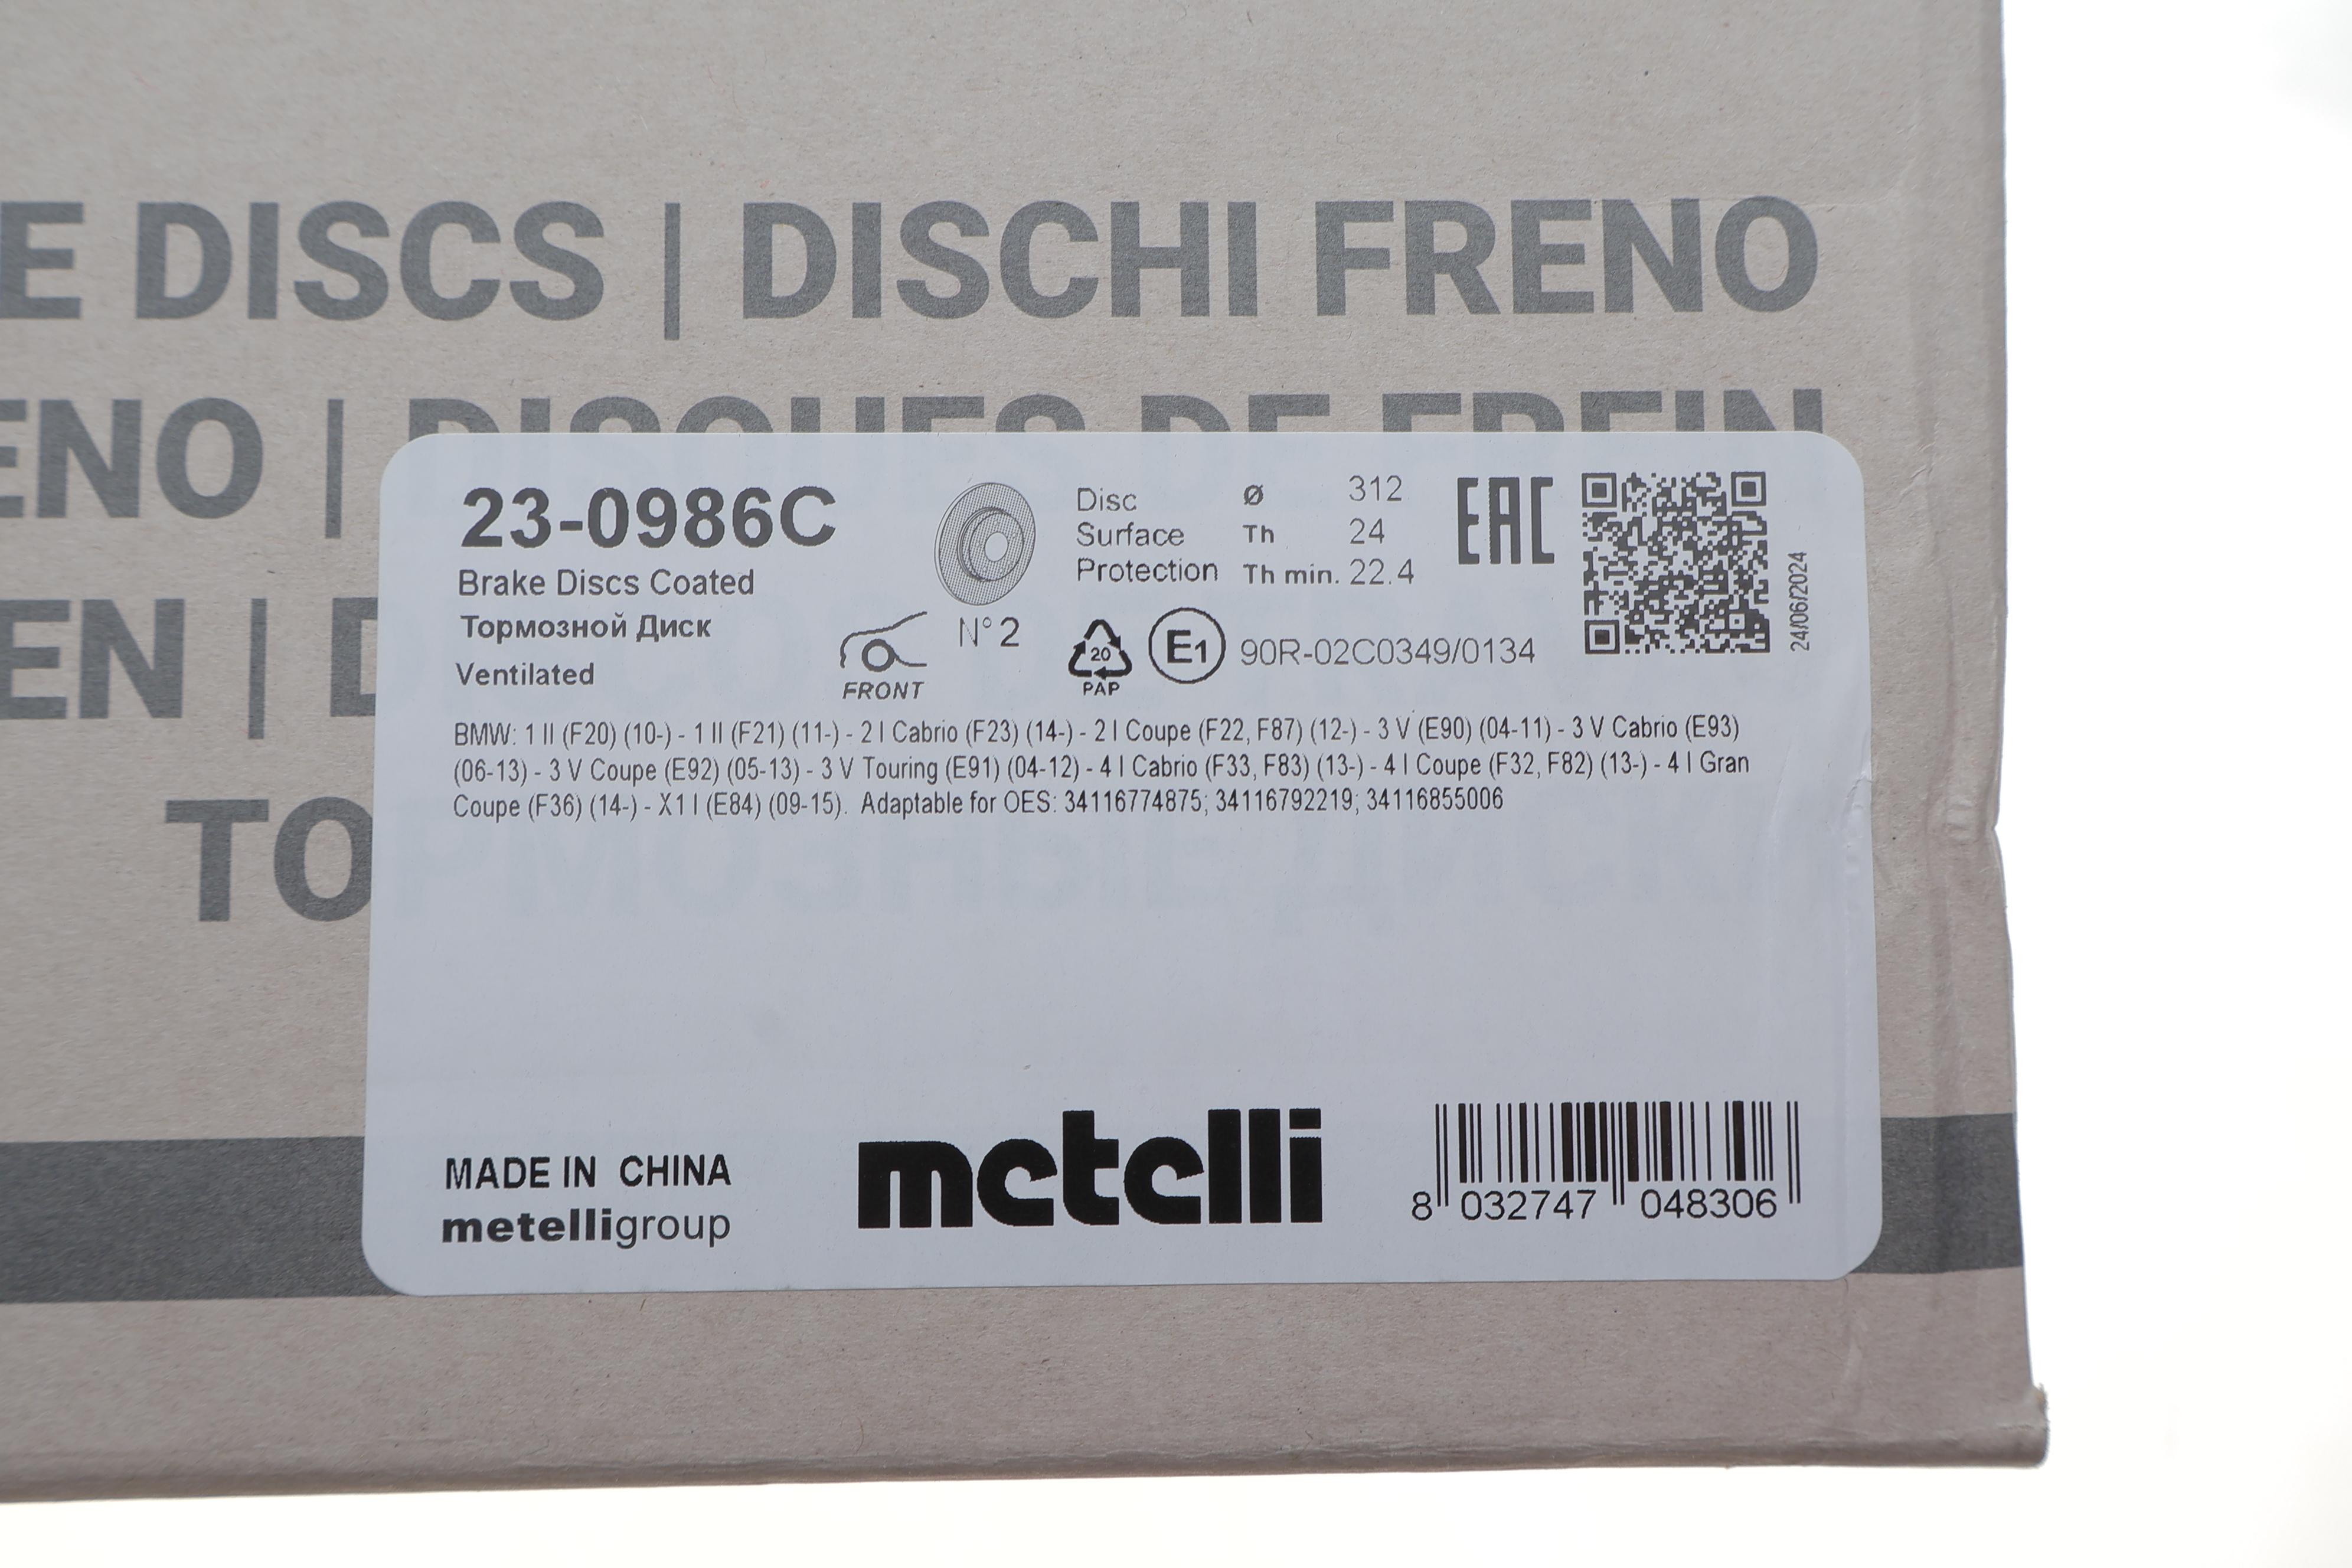 E DISCS | DISCHI FRENO
ENO | DISQUES DE FREIN
EN | D
ТО
23-0986C
Brake Discs Coated
Тормозной Диск
Ventilated
FRONT
N° 2
Disc
Surface
Protection
Ø 312
Th 24
Th min. 22.4
EAC
24/06/2024
20
PAP
E1 90R-02C0349/0134
BMW: 1 II (F20) (10-) - 1 II (F21) (11-) - 2 I Cabrio (F23) (14-) - 2 I Coupe (F22, F87) (12-) - 3 V (E90) (04-11) - 3 V Cabrio (E93)
(06-13) - 3 V Coupe (E92) (05-13) - 3 V Touring (E91) (04-12) - 4 I Cabrio (F33, F83) (13-) - 4 I Coupe (F32, F82) (13-) - 4 I Gran
Coupe (F36) (14-) - X1 I (E84) (09-15). Adaptable for OES: 34116774875; 34116792219; 34116855006
MADE IN CHINA
metelligroup
metelli
8 032747 048306